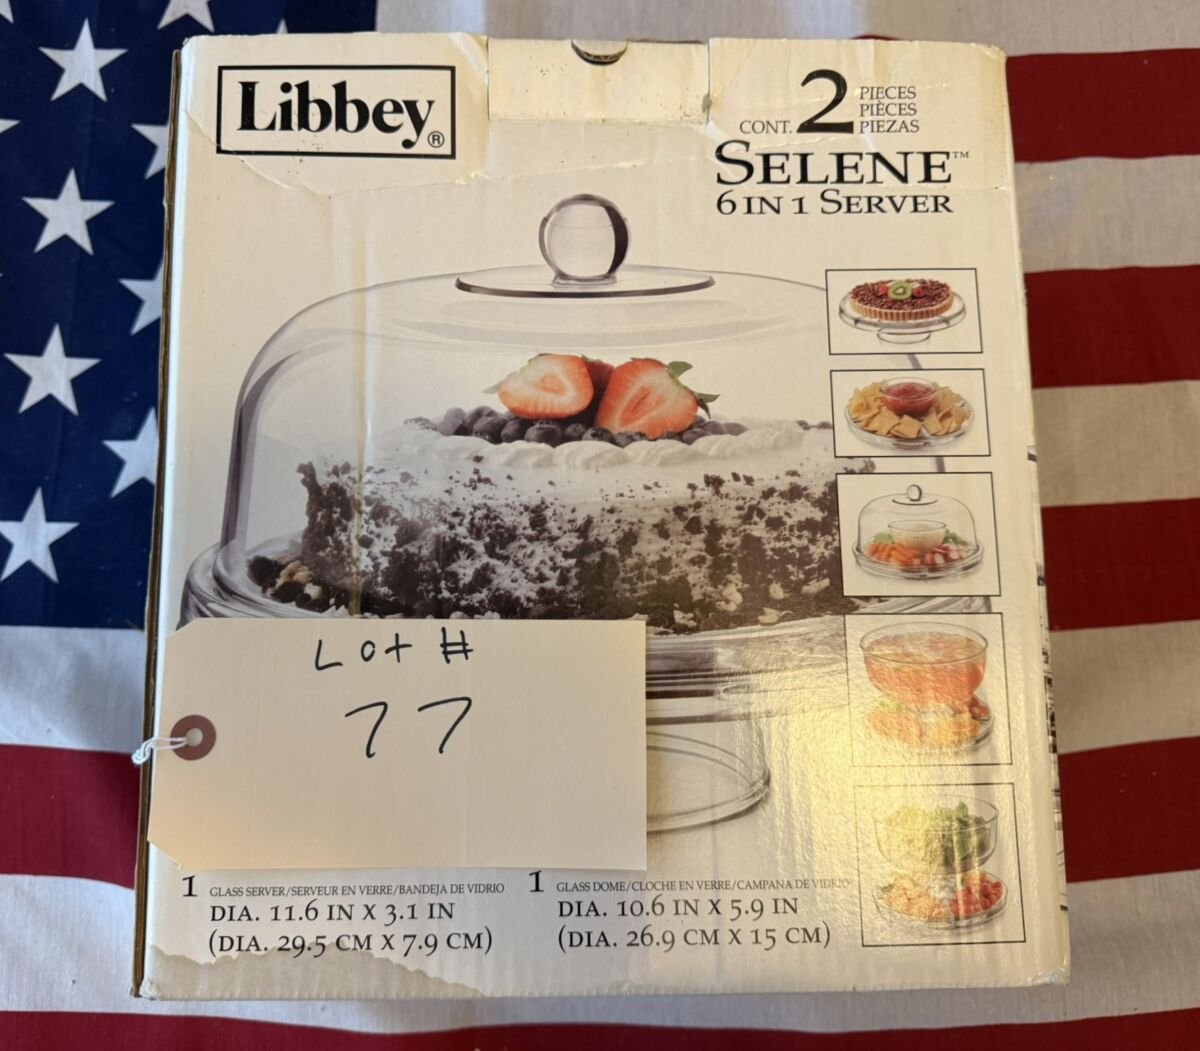 Libbey®
CONT. 2 PIECES
PIÈCES
PIEZAS
SELENE™
6 IN 1 SERVER
Lot #
77
1 GLASS SERVER/SERVEUR EN VERRE/BANDEJA DE VIDRIO
DIA. 11.6 IN X 3.1 IN
(DIA. 29.5 CM X 7.9 CM)
1 GLASS DOME/CLOCHE EN VERRE/CAMPANA DE VIDRIO
DIA. 10.6 IN X 5.9 IN
(DIA. 26.9 CM X 15 CM)